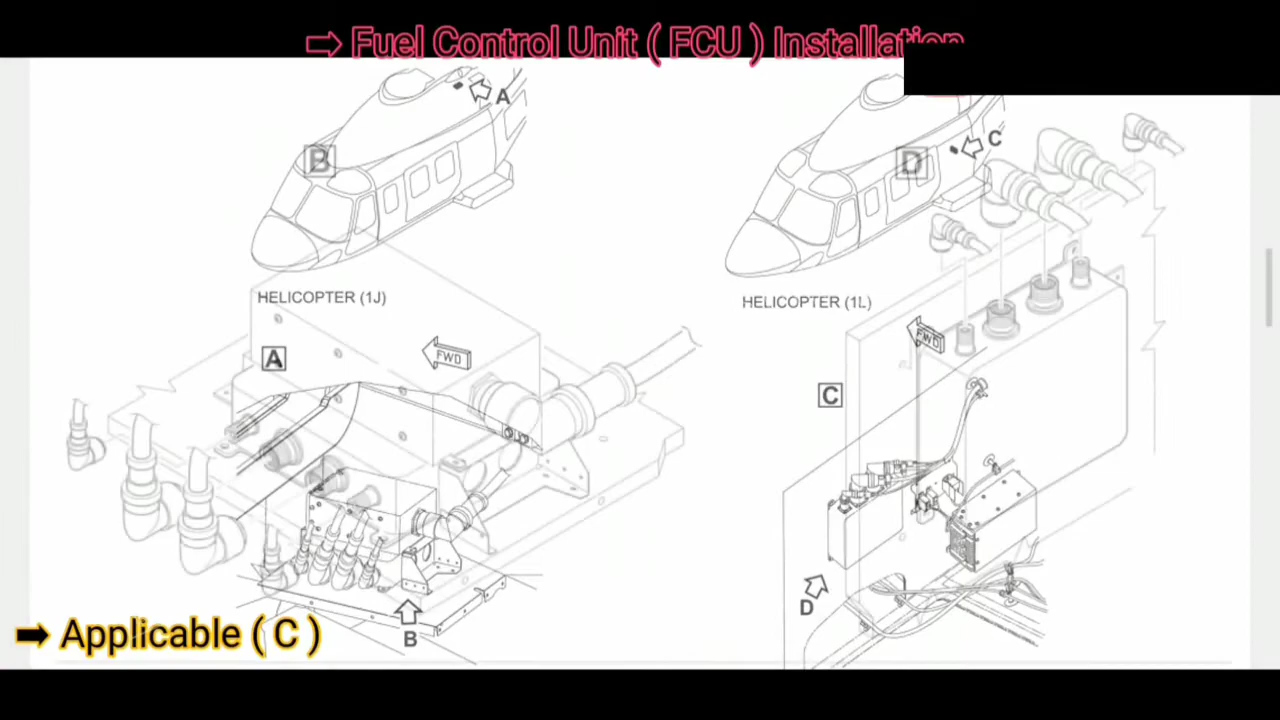 ➡ Fuel Control Unit ( FCU ) Installation
A
C
B
D
HELICOPTER (1J)
HELICOPTER (1L)
A
FWD
FWD
C
D
B
➡ Applicable ( C )